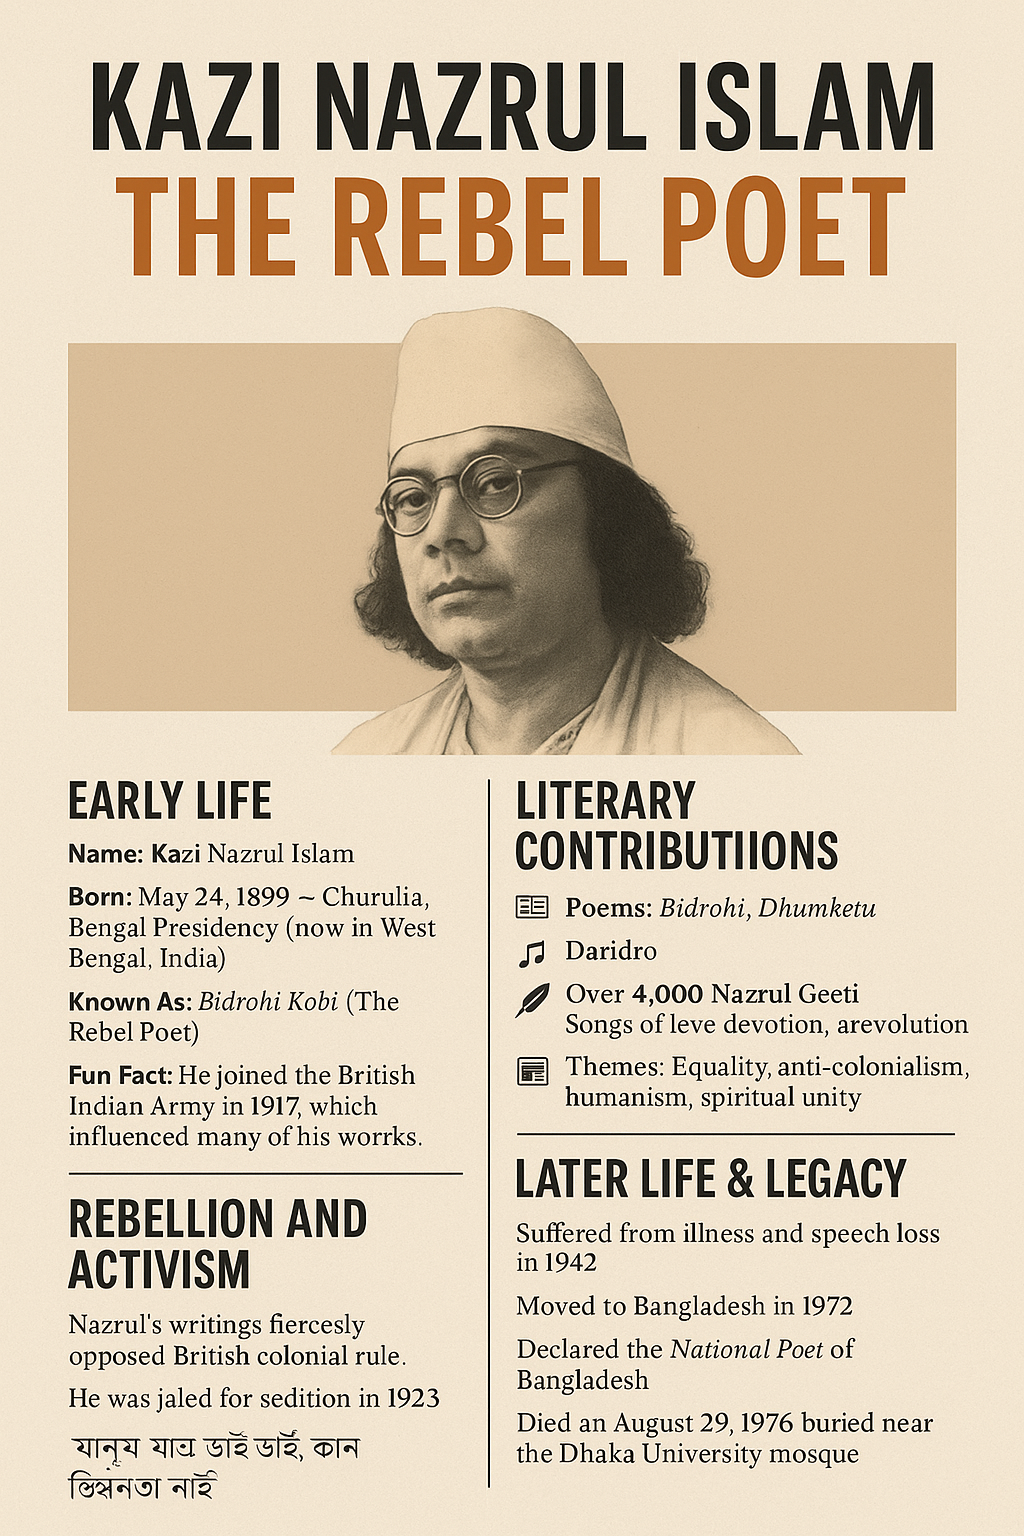 KAZI NAZRUL ISLAM
THE REBEL POET
EARLY LIFE
Name: Kazi Nazrul Islam
Born: May 24, 1899 – Churulia,
Bengal Presidency (now in West
Bengal, India)
Known As: Bidrohi Kobi (The
Rebel Poet)
Fun Fact: He joined the British
Indian Army in 1917, which
influenced many of his worrks.
REBELLION AND
ACTIVISM
Nazrul's writings fiercesly
opposed British colonial rule.
He was jaled for sedition in 1923
ভাই, কান
নাই
LITERARY
CONTRIBUTIIONS
Poems: Bidrohi, Dhumketu
Daridro
Over 4,000 Nazrul Geeti
Songs of leve devotion, arevolution
Themes: Equality, anti-colonialism,
humanism, spiritual unity
LATER LIFE & LEGACY
Suffered from illness and speech loss
in 1942
Moved to Bangladesh in 1972
Declared the National Poet of
Bangladesh
Died an August 29, 1976 buried near
the Dhaka University mosque